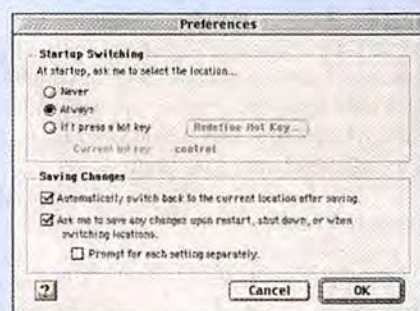 Preferences
Startup Switching
At startup, ask me to select the location...
Never
Always
If I press a hot key
Redefine Hot Key...
Current hot key: control
Saving Changes
Automatically switch back to the current location after saving.
Ask me to save any changes upon restart, shut down, or when
switching locations.
Prompt for each setting separately.
?
Cancel
OK